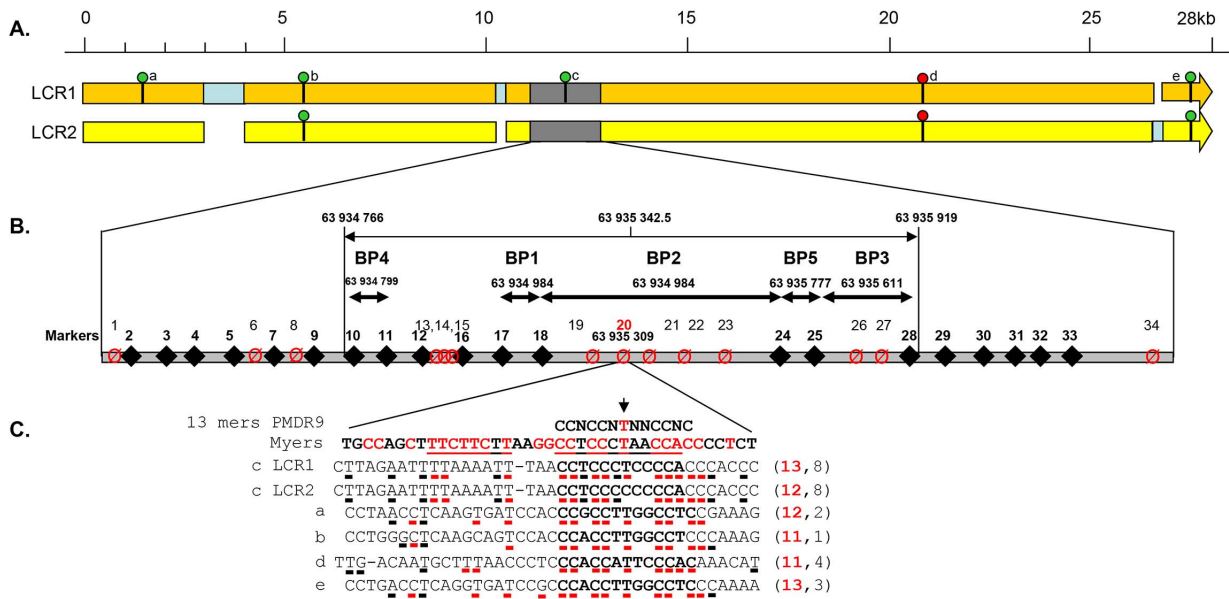 0 5 10 15 20 25 28kb
A.
a b c d e
LCR1
LCR2
63 934 766 63 935 342.5 63 935 919
B.
BP4 BP1 BP2 BP5 BP3
63 934 799 63 934 984 63 934 984 63 935 777 63 935 611
Markers 1 2 3 4 5 6 7 8 9 10 11 12 13,14,15 16 17 18 19 20 21 22 23 24 25 26 27 28 29 30 31 32 33 34
63 935 309
C.
13 mers PMDR9 CCNCCNTNNCCNC
Myers TGCCAGCTTTCTTCTTAAGGCCTCCCTAACCACCCCTCT
c LCR1 CTTAGAATTTTAAAATT-TAACCTCCCTCCCCACCCACCC (13,8)
c LCR2 CTTAGAATTTTAAAATT-TAACCTCCCCCCCCACCCACCC (12,8)
a CCTAACCTCAAGTGATCCACCCGCCTTGGCCTCCGAAAG (12,2)
b CCTGGGCTCAAGCAGTCCACCCACCTTGGCCTCCCAAAG (11,1)
d TTG-ACAATGCTTTAACCCTCCCACCATTCCCACAAACAT (11,4)
e CCTGACCTCAGGTGATCCGCCCACCTTGGCCTCCCAAAA (13,3)